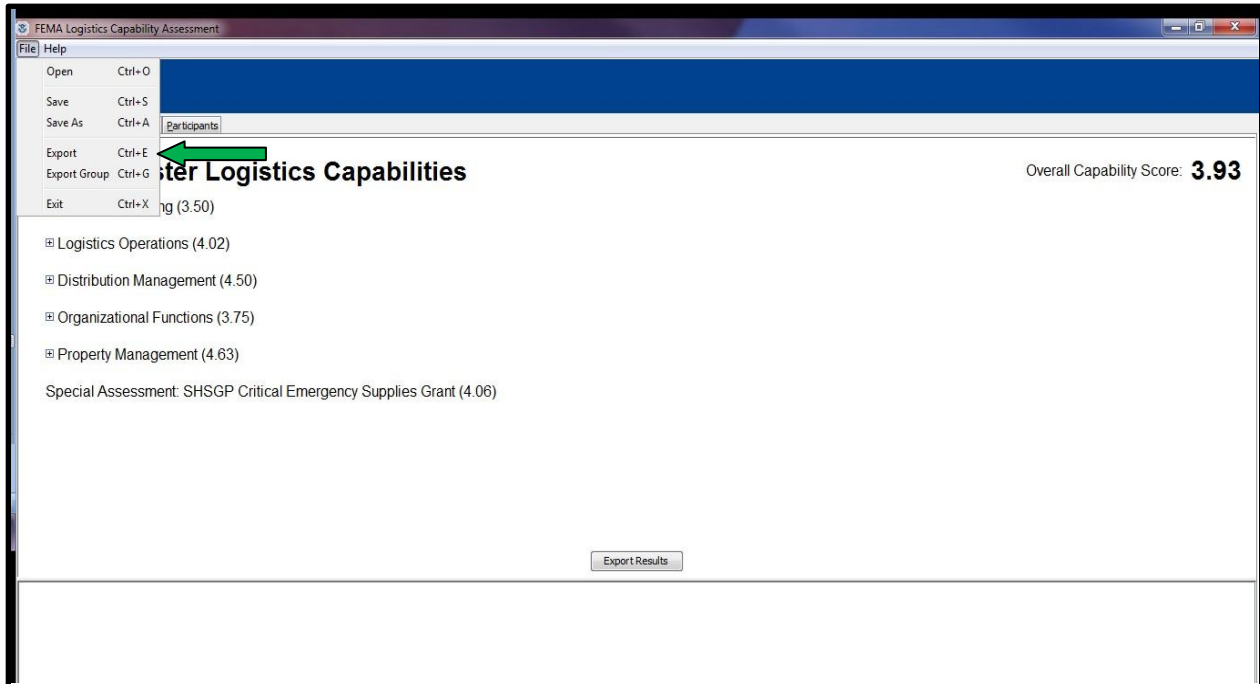 FEMA Logistics Capability Assessment
File Help
Open Ctrl+O
Save Ctrl+S
Save As Ctrl+A
Participants
Export Ctrl+E
Export Group Ctrl+G
Exit Ctrl+X
Logistics Capabilities
Overall Capability Score: 3.93
(3.50)
Logistics Operations (4.02)
Distribution Management (4.50)
Organizational Functions (3.75)
Property Management (4.63)
Special Assessment: SHSGP Critical Emergency Supplies Grant (4.06)
Export Results